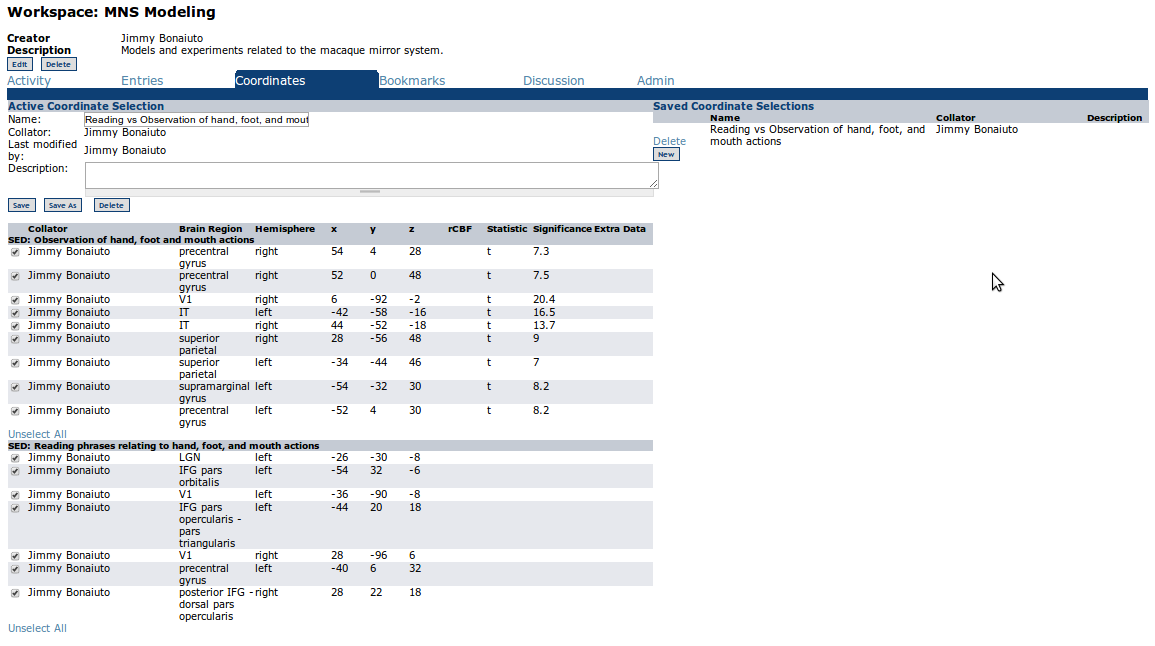 Workspace: MNS Modeling
Creator Jimmy Bonaiuto
Description Models and experiments related to the macaque mirror system.
Edit Delete
Activity Entries Coordinates Bookmarks Discussion Admin
Active Coordinate Selection
Name: Reading vs Observation of hand, foot, and mout
Collator: Jimmy Bonaiuto
Last modified by: Jimmy Bonaiuto
Description:
Save Save As Delete
Saved Coordinate Selections
Name Collator Description
Reading vs Observation of hand, foot, and Jimmy Bonaiuto
Delete mouth actions
New
Collator Brain Region Hemisphere x y z rCBF Statistic Significance Extra Data
SED: Observation of hand, foot and mouth actions
Jimmy Bonaiuto precentral right 54 4 28 t 7.3
gyrus
Jimmy Bonaiuto precentral right 52 0 48 t 7.5
gyrus
Jimmy Bonaiuto V1 right 6 -92 -2 t 20.4
Jimmy Bonaiuto IT left -42 -58 -16 t 16.5
Jimmy Bonaiuto IT right 44 -52 -18 t 13.7
Jimmy Bonaiuto superior right 28 -56 48 t 9
parietal
Jimmy Bonaiuto superior left -34 -44 46 t 7
parietal
Jimmy Bonaiuto supramarginal left -54 -32 30 t 8.2
gyrus
Jimmy Bonaiuto precentral left -52 4 30 t 8.2
gyrus
Unselect All
SED: Reading phrases relating to hand, foot, and mouth actions
Jimmy Bonaiuto LGN left -26 -30 -8
Jimmy Bonaiuto IFG pars left -54 32 -6
orbitalis
Jimmy Bonaiuto V1 left -36 -90 -8
Jimmy Bonaiuto IFG pars left -44 20 18
opercularis -
pars
triangularis
Jimmy Bonaiuto V1 right 28 -96 6
Jimmy Bonaiuto precentral left -40 6 32
gyrus
Jimmy Bonaiuto posterior IFG - right 28 22 18
dorsal pars
opercularis
Unselect All